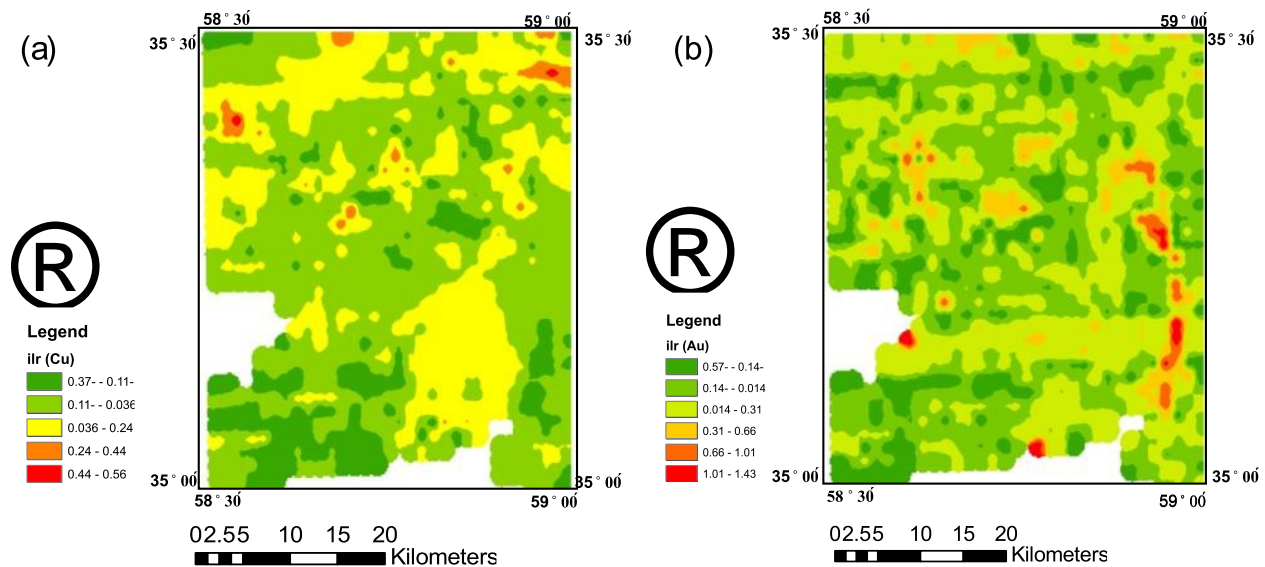 (a)
58° 30′
59° 00′
35° 30′
35° 30′
R
Legend
ilr (Cu)
0.37- - 0.11-
0.11- - 0.036
0.036 - 0.24
0.24 - 0.44
0.44 - 0.56
35° 00′
35° 00′
58° 30′
59° 00′
02.55 10 15 20
Kilometers
(b)
58° 30′
59° 00′
35° 30′
35° 30′
R
Legend
ilr (Au)
0.57- - 0.14-
0.14- - 0.014
0.014 - 0.31
0.31 - 0.66
0.66 - 1.01
1.01 - 1.43
35° 00′
35° 00′
58° 30′
59° 00′
02.55 10 15 20
Kilometers